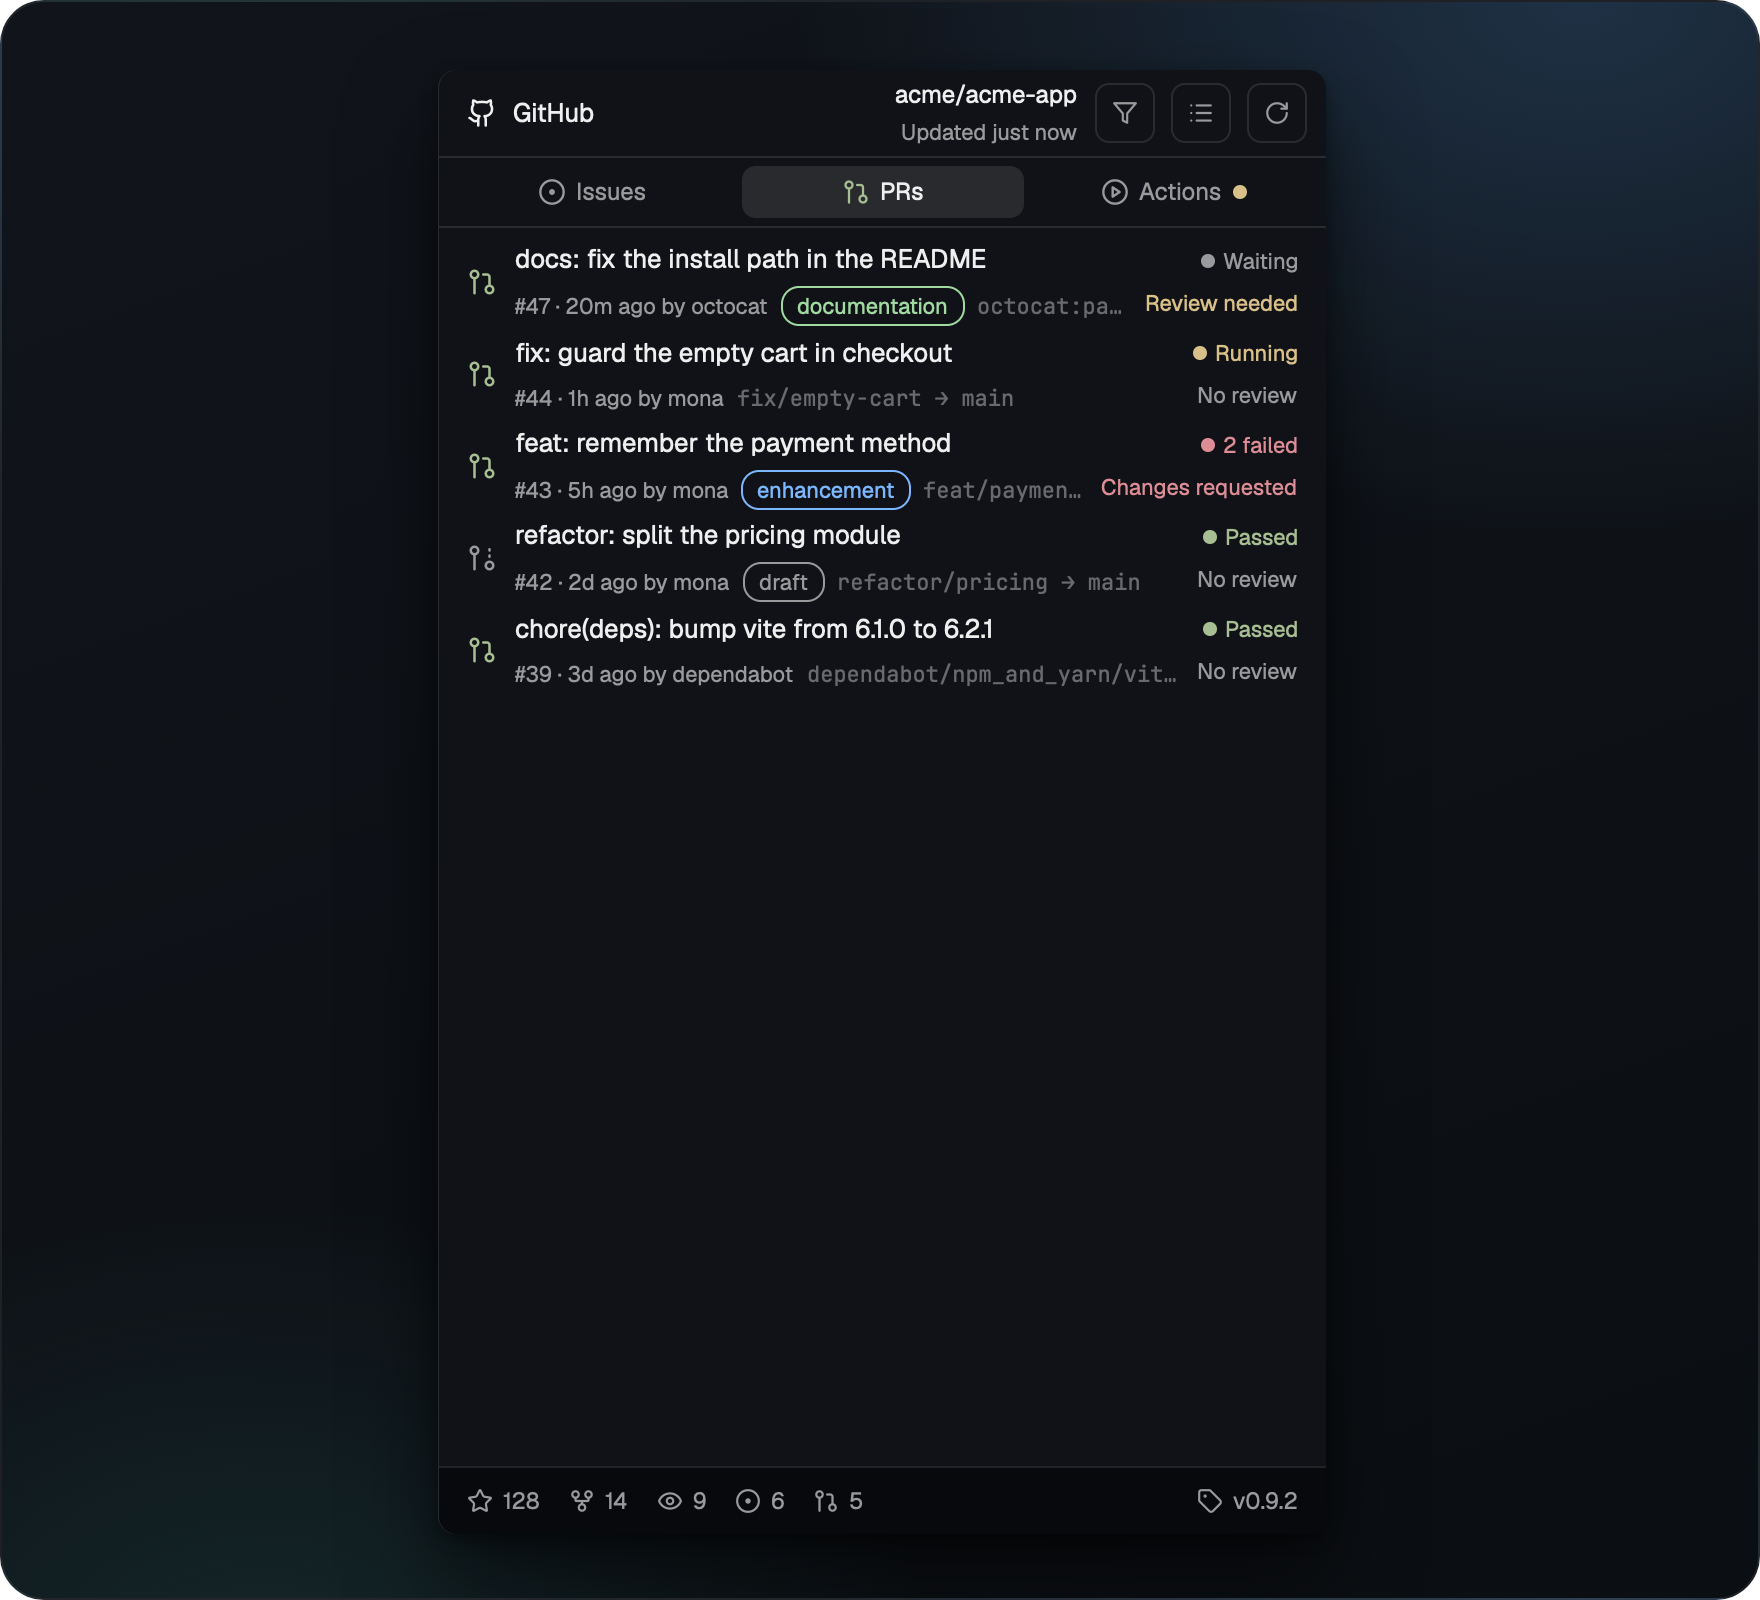 GitHub
acme/acme-app
Updated just now
Issues
PRs
Actions
docs: fix the install path in the README
Waiting
#47 · 20m ago by octocat documentation octocat:pa…
Review needed
fix: guard the empty cart in checkout
Running
#44 · 1h ago by mona fix/empty-cart → main
No review
feat: remember the payment method
2 failed
#43 · 5h ago by mona enhancement feat/paymen…
Changes requested
refactor: split the pricing module
Passed
#42 · 2d ago by mona draft refactor/pricing → main
No review
chore(deps): bump vite from 6.1.0 to 6.2.1
Passed
#39 · 3d ago by dependabot dependabot/npm_and_yarn/vit…
No review
128 14 9 6 5
v0.9.2